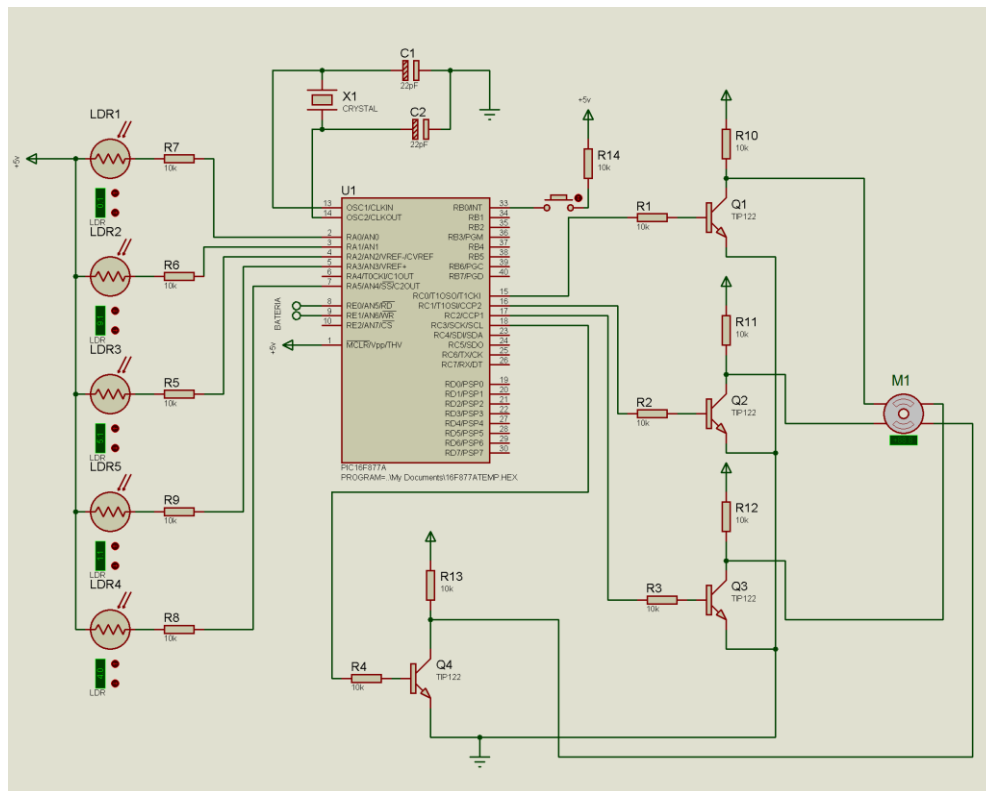 C1
22pF
X1
CRYSTAL
C2
22pF
+5v
R14
10k
R10
10k
LDR1
+5v
R7
10k
LDR
LDR2
R6
10k
LDR
LDR3
R5
10k
LDR
LDR5
R9
10k
LDR
LDR4
R8
10k
LDR
U1
13 OSC1/CLKIN
14 OSC2/CLKOUT
2 RA0/AN0
3 RA1/AN1
4 RA2/AN2/VREF-/CVREF
5 RA3/AN3/VREF+
6 RA4/T0CKI/C1OUT
7 RA5/AN4/SS/C2OUT
8 RE0/AN5/RD
9 RE1/AN6/WR
10 RE2/AN7/CS
1 MCLR/Vpp/THV
BATERIA
+5v
RB0/INT 33
RB1 34
RB2 35
RB3/PGM 36
RB4 37
RB5 38
RB6/PGC 39
RB7/PGD 40
RC0/T1OSO/T1CKI 15
RC1/T1OSI/CCP2 16
RC2/CCP1 17
RC3/SCK/SCL 18
RC4/SDI/SDA 23
RC5/SDO 24
RC6/TX/CK 25
RC7/RX/DT 26
RD0/PSP0 19
RD1/PSP1 20
RD2/PSP2 21
RD3/PSP3 22
RD4/PSP4 27
RD5/PSP5 28
RD6/PSP6 29
RD7/PSP7 30
PIC16F877A
PROGRAM=..\My Documents\16F877ATEMP.HEX
R1
10k
Q1
TIP122
R11
10k
R2
10k
Q2
TIP122
M1
R12
10k
R3
10k
Q3
TIP122
R13
10k
R4
10k
Q4
TIP122